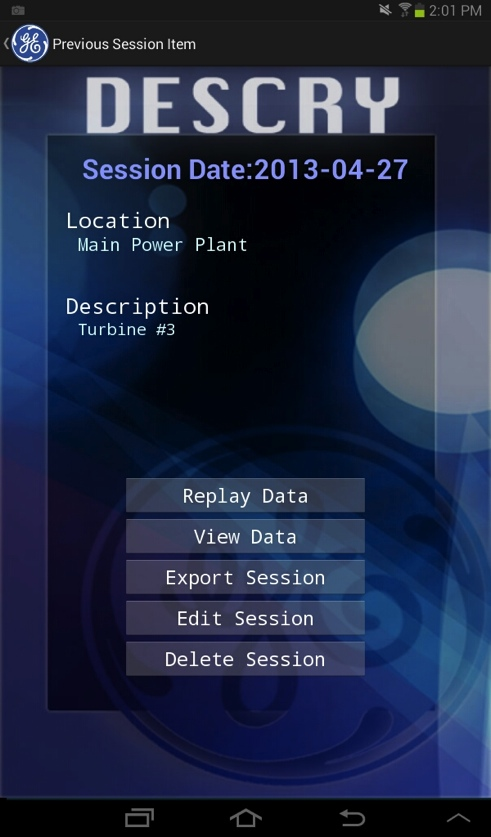 2:01 PM
Previous Session Item
DESCRY
Session Date:2013-04-27
Location
Main Power Plant
Description
Turbine #3
Replay Data
View Data
Export Session
Edit Session
Delete Session